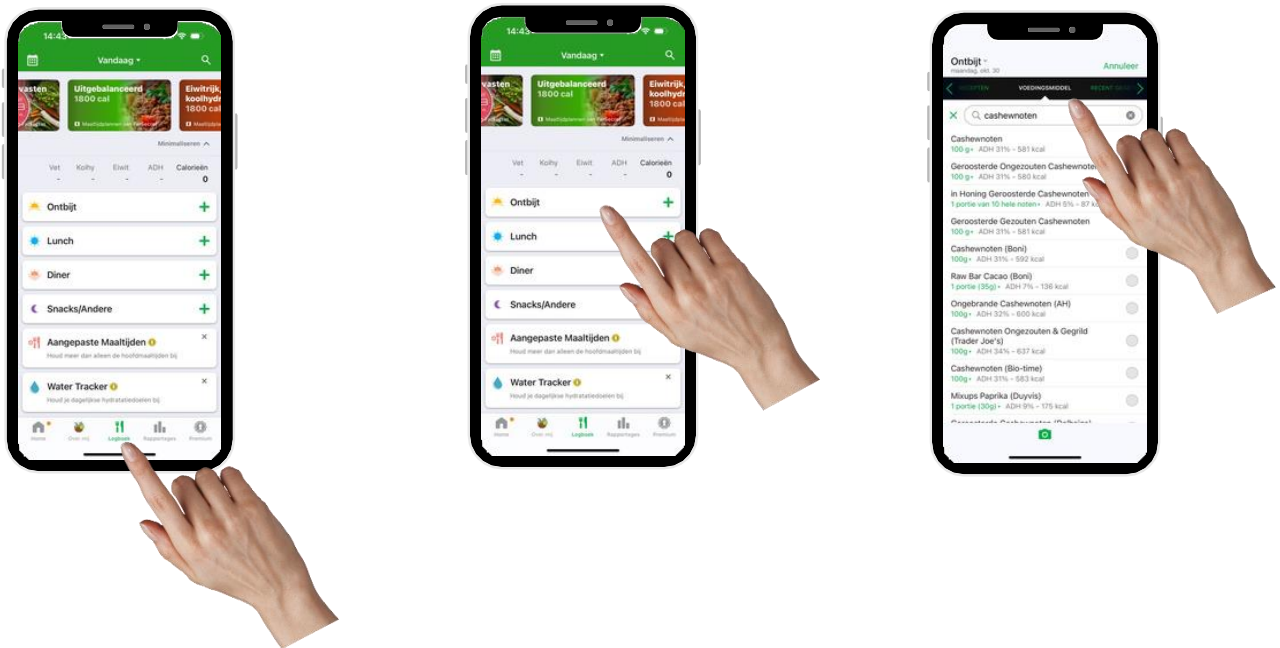 14:43
Vandaag
vasten
Uitgebalanceerd
1800 cal
Eiwitrijk,
koolhydr
1800 cal
Minimaliseren
Vet Kolhy Eiwit ADH Calorieën
- - - - 0
Ontbijt +
Lunch +
Diner +
Snacks/Andere +
Aangepaste Maaltijden
Houd meer dan alleen de hoofdmaaltijden bij
Water Tracker
Houd je dagelijkse hydratatiedoelen bij
Home Over mij Logboek Rapportages Premium
14:43
Vandaag
vasten
Uitgebalanceerd
1800 cal
Eiwitrijk,
koolhydr
1800 cal
Minimaliseren
Vet Kolhy Eiwit ADH Calorieën
- - - - 0
Ontbijt +
Lunch +
Diner
Snacks/Andere
Aangepaste Maaltijden
Houd meer dan alleen de hoofdmaaltijden bij
Water Tracker
Houd je dagelijkse hydratatiedoelen bij
Home Over mij Logboek Rapportages Premium
Ontbijt
maandag, okt. 30
Annuleer
VOEDINGSMIDDEL RECENT
cashewnoten
Cashewnoten
100 g • ADH 31% - 581 kcal
Geroosterde Ongezouten Cashewnoten
100 g • ADH 31% - 580 kcal
in Honing Geroosterde Cashewnoten
1 portie van 10 hele noten • ADH 5% - 87
Geroosterde Gezouten Cashewnoten
100 g • ADH 31% - 581 kcal
Cashewnoten (Boni)
100g • ADH 31% - 592 kcal
Raw Bar Cacao (Boni)
1 portie (35g) • ADH 7% - 136 kcal
Ongebrande Cashewnoten (AH)
100g • ADH 32% - 600 kcal
Cashewnoten Ongezouten & Gegrild
(Trader Joe's)
100g • ADH 34% - 637 kcal
Cashewnoten (Bio-time)
100g • ADH 31% - 583 kcal
Mixups Paprika (Duyvis)
1 portie (30g) • ADH 9% - 175 kcal